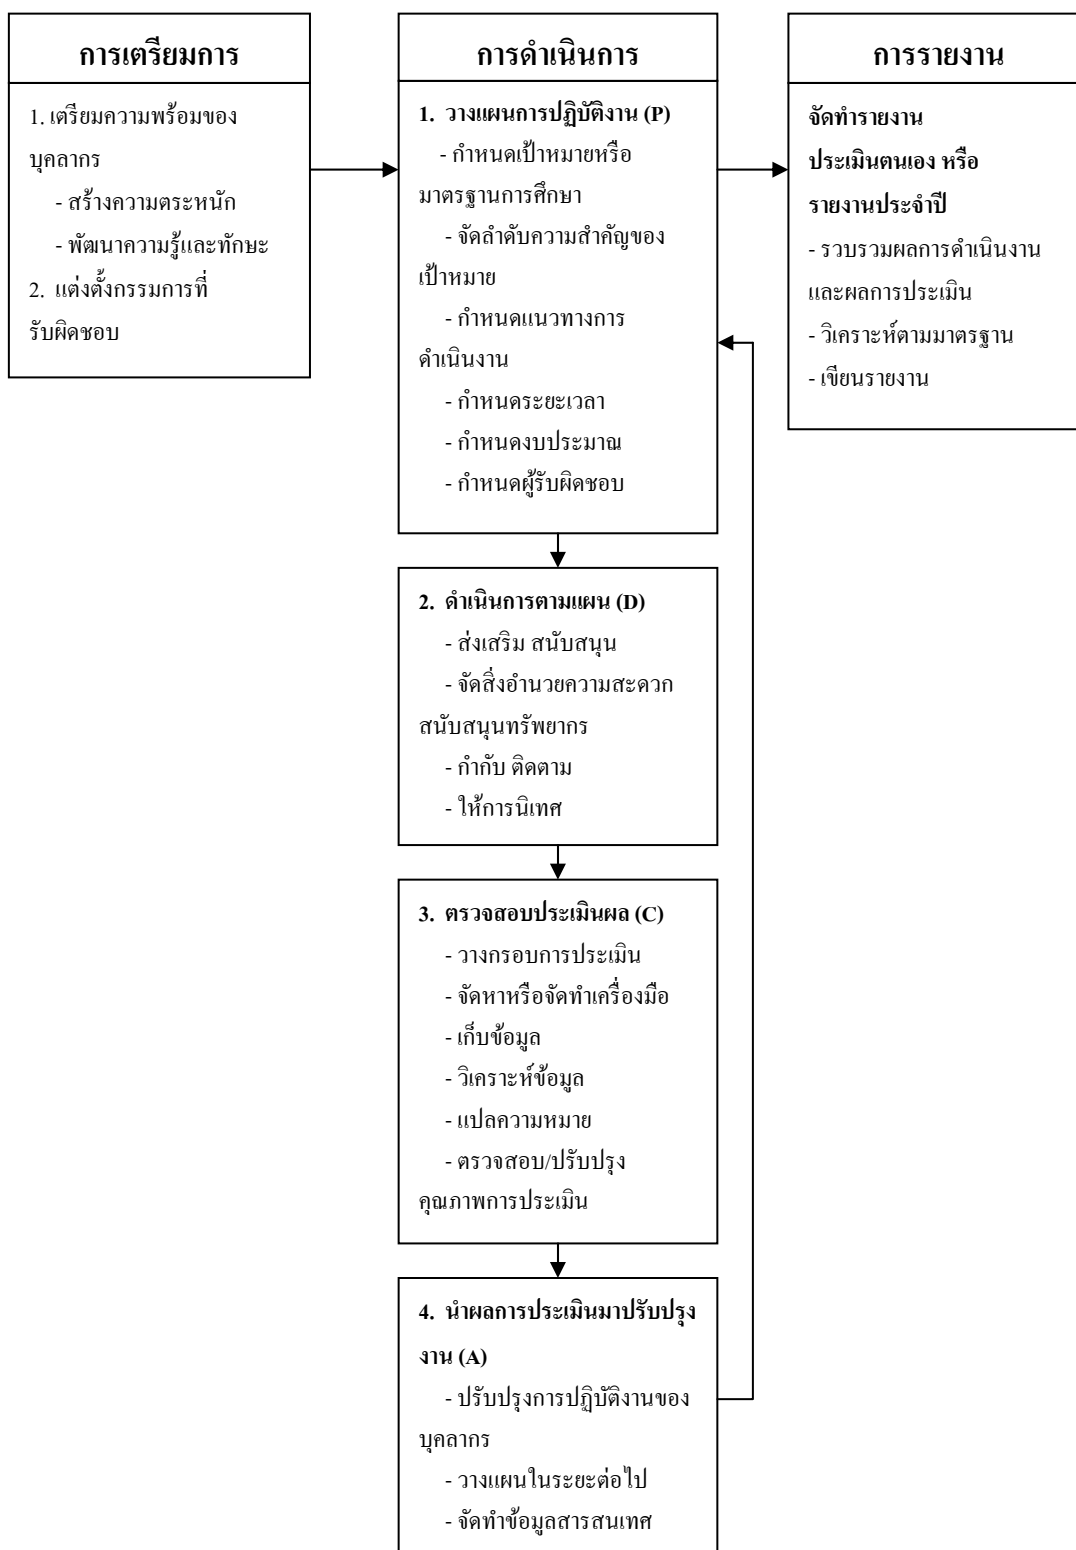 การเตรียมการ
1. เตรียมความพร้อมของ
บุคลากร
- สร้างความตระหนัก
- พัฒนาความรู้และทักษะ
2. แต่งตั้งกรรมการที่
รับผิดชอบ
การดำเนินการ
1. วางแผนการปฏิบัติงาน (P)
- กำหนดเป้าหมายหรือ
มาตรฐานการศึกษา
- จัดลำดับความสำคัญของ
เป้าหมาย
- กำหนดแนวทางการ
ดำเนินงาน
- กำหนดระยะเวลา
- กำหนดงบประมาณ
- กำหนดผู้รับผิดชอบ
2. ดำเนินการตามแผน (D)
- ส่งเสริม สนับสนุน
- จัดสิ่งอำนวยความสะดวก
สนับสนุนทรัพยากร
- กำกับ ติดตาม
- ให้การนิเทศ
3. ตรวจสอบประเมินผล (C)
- วางกรอบการประเมิน
- จัดหาหรือจัดทำเครื่องมือ
- เก็บข้อมูล
- วิเคราะห์ข้อมูล
- แปลความหมาย
- ตรวจสอบ/ปรับปรุง
คุณภาพการประเมิน
4. นำผลการประเมินมาปรับปรุง
งาน (A)
- ปรับปรุงการปฏิบัติงานของ
บุคลากร
- วางแผนในระยะต่อไป
- จัดทำข้อมูลสารสนเทศ
การรายงาน
จัดทำรายงาน
ประเมินตนเอง หรือ
รายงานประจำปี
- รวบรวมผลการดำเนินงาน
และผลการประเมิน
- วิเคราะห์ตามมาตรฐาน
- เขียนรายงาน